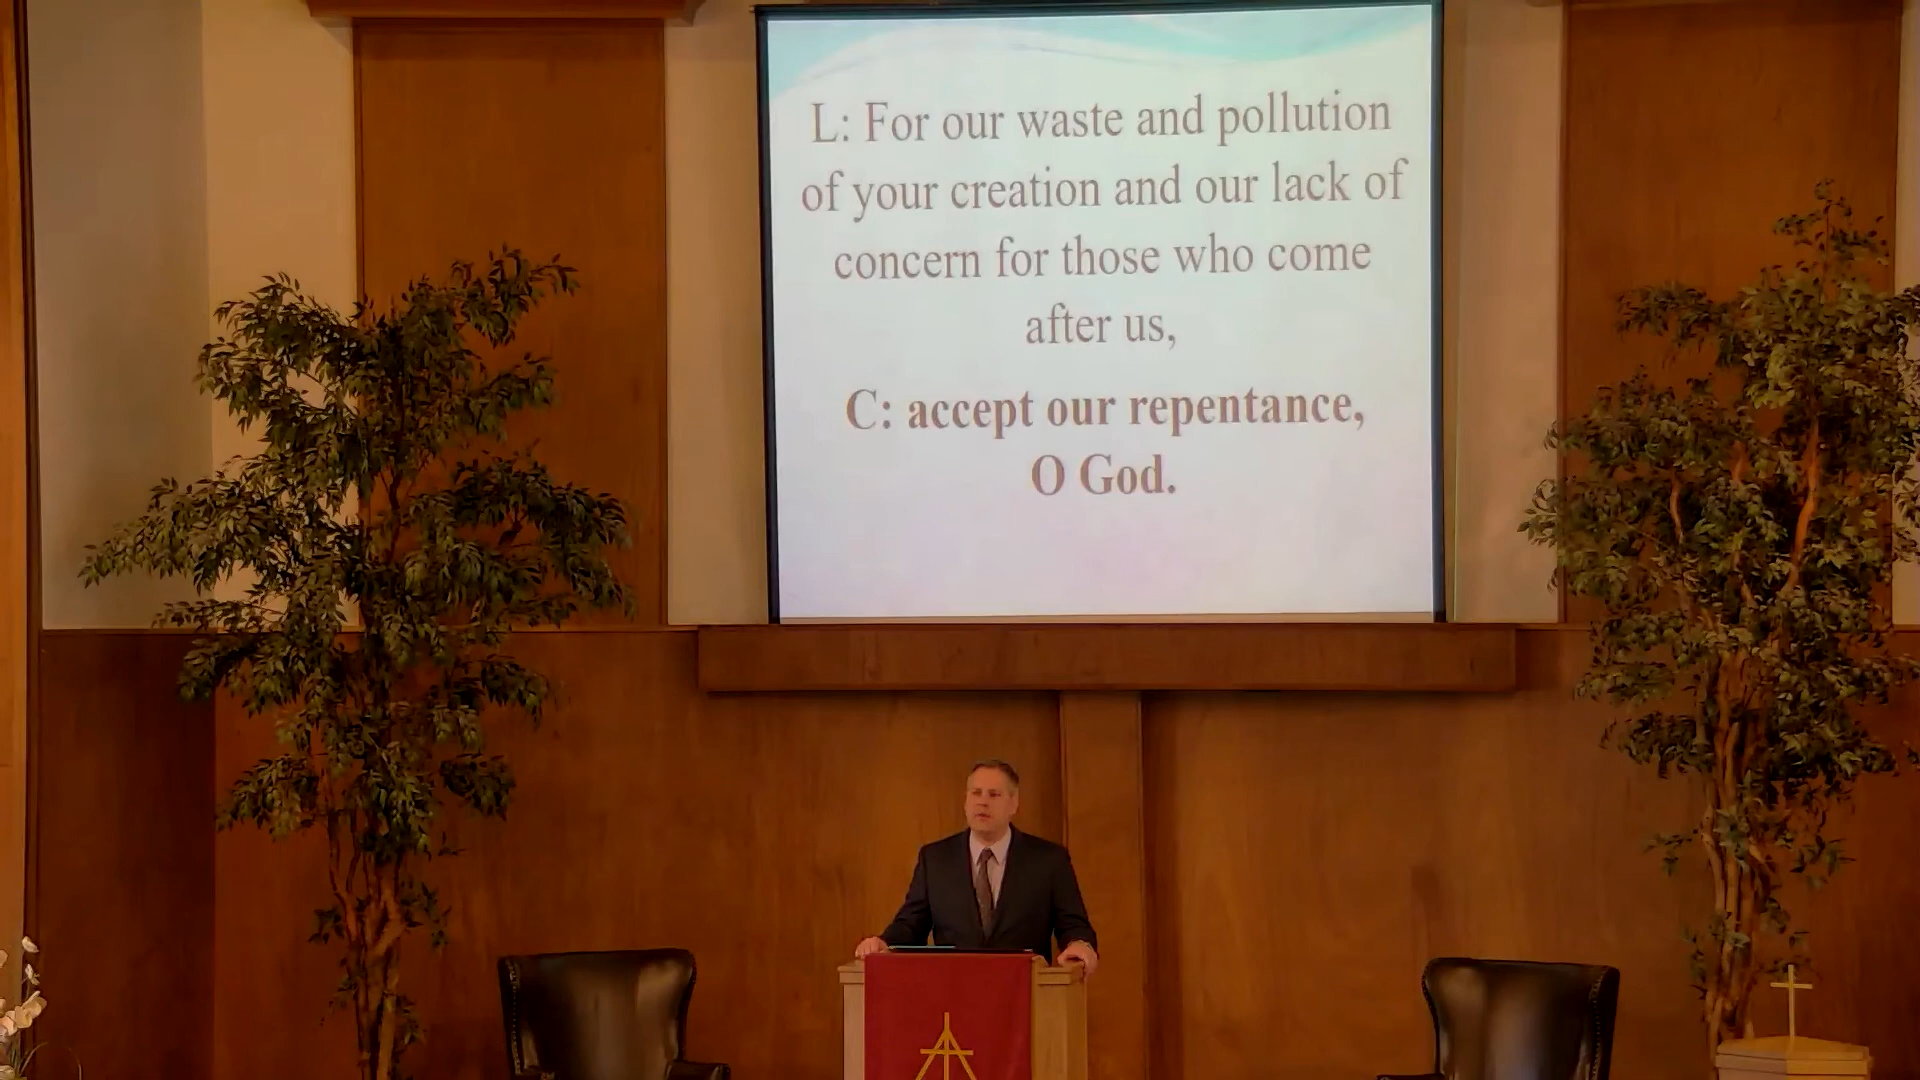 L: For our waste and pollution
of your creation and our lack of
concern for those who come
after us,
C: accept our repentance,
O God.